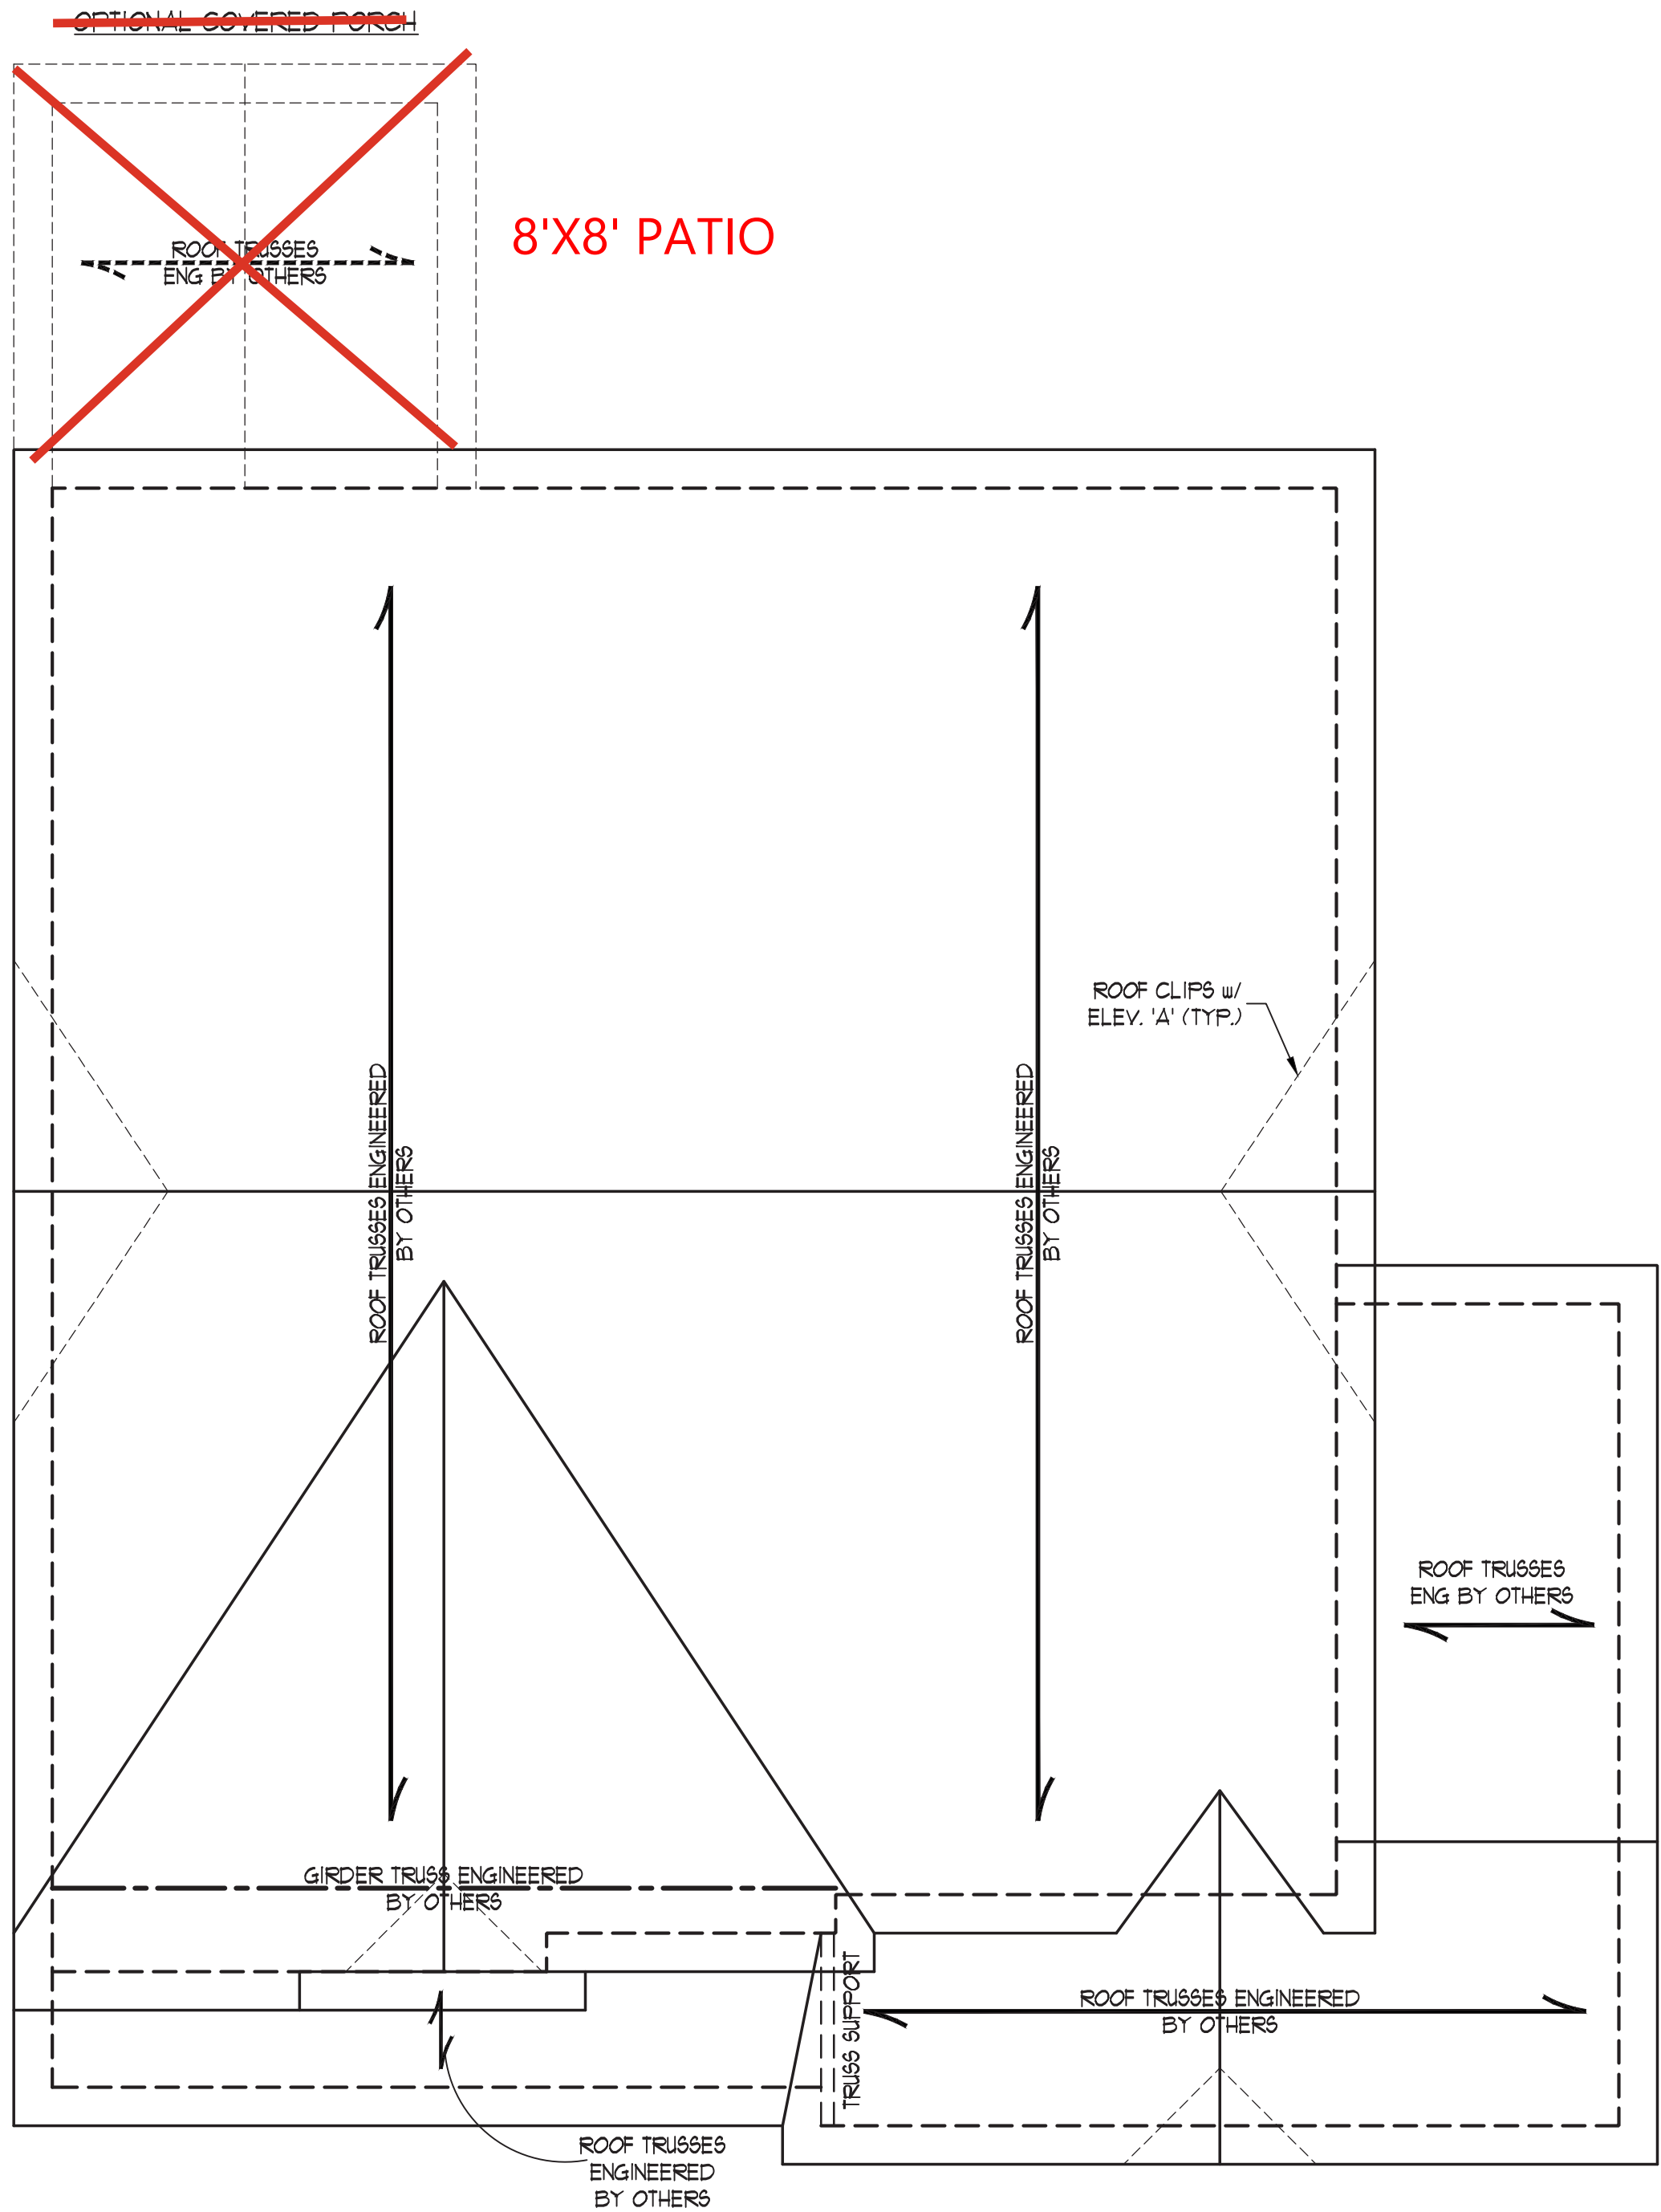 OPTIONAL COVERED PORCH
ROOF TRUSSES
ENG BY OTHERS
8'X8' PATIO
ROOF CLIPS w/
ELEV. 'A' (TYP.)
ROOF TRUSSES ENGINEERED
BY OTHERS
ROOF TRUSSES ENGINEERED
BY OTHERS
ROOF TRUSSES
ENG BY OTHERS
GIRDER TRUSS ENGINEERED
BY OTHERS
TRUSS SUPPORT
ROOF TRUSSES ENGINEERED
BY OTHERS
ROOF TRUSSES
ENGINEERED
BY OTHERS